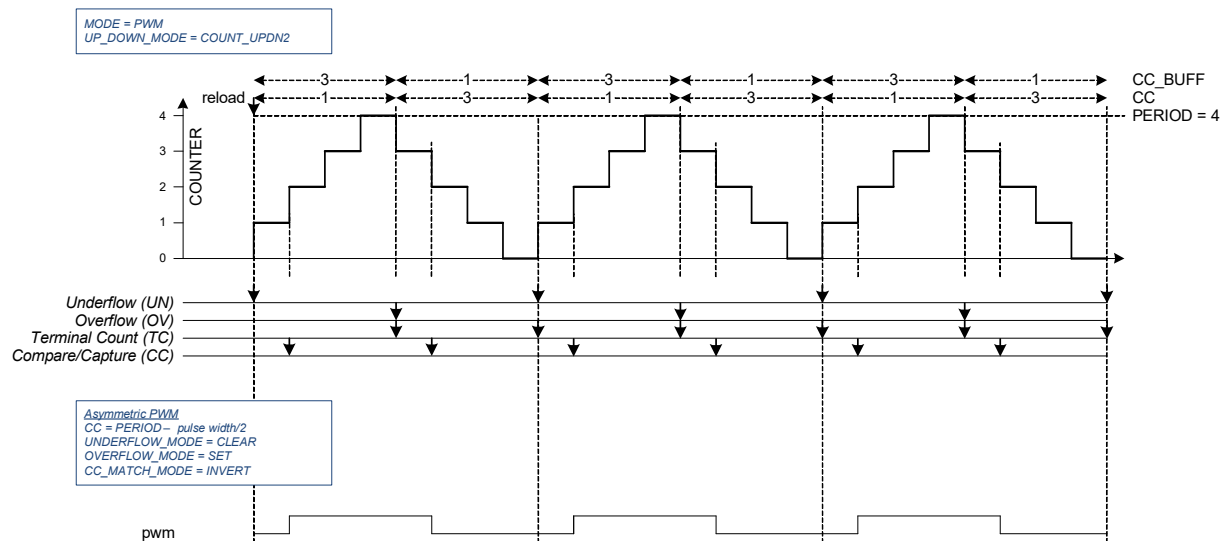 MODE = PWM
UP_DOWN_MODE = COUNT_UPDN2
3 1 3 1 3 1 CC_BUFF
reload 1 3 1 3 1 3 CC
PERIOD = 4
4
3
2
1
0
COUNTER
Underflow (UN)
Overflow (OV)
Terminal Count (TC)
Compare/Capture (CC)
Asymmetric PWM
CC = PERIOD – pulse width/2
UNDERFLOW_MODE = CLEAR
OVERFLOW_MODE = SET
CC_MATCH_MODE = INVERT
pwm